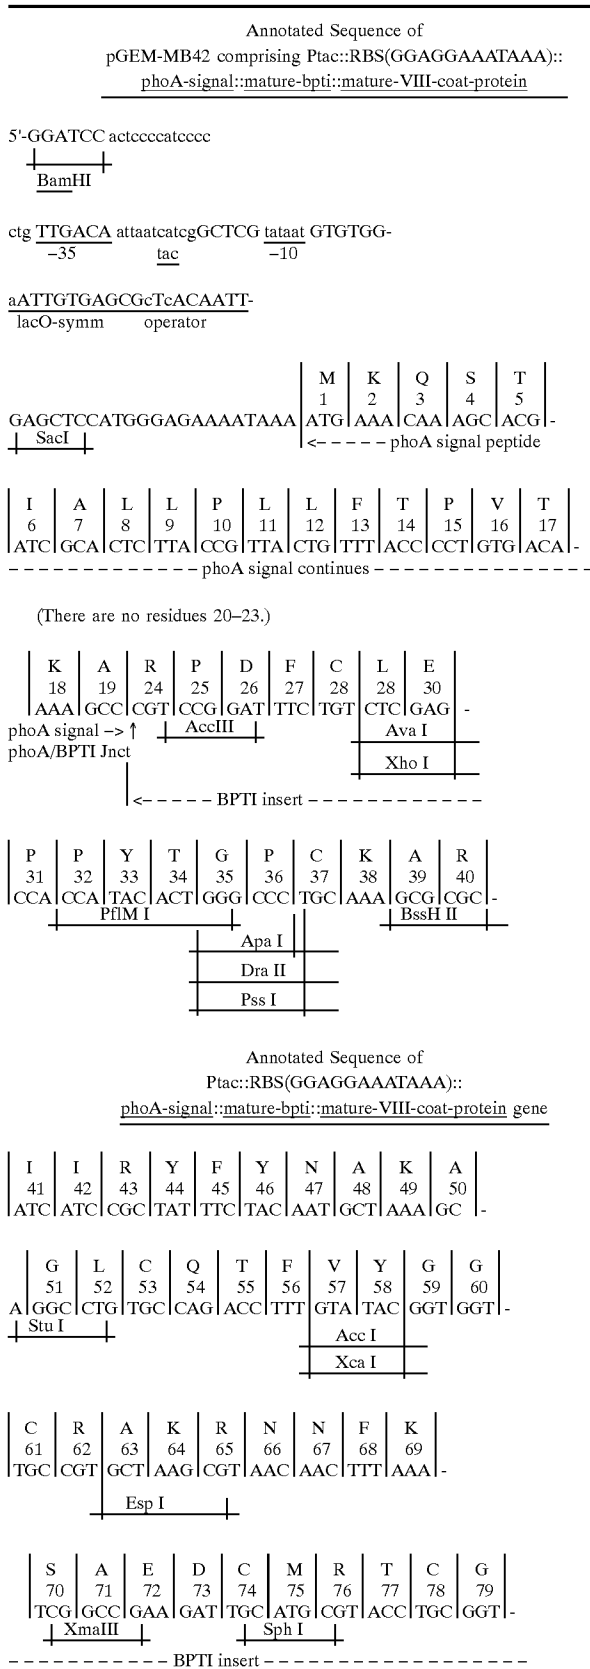 Annotated Sequence of
pGEM-MB42 comprising Ptac::RBS(GGAGGAAATAAA)::
phoA-signal::mature-bpti::mature-VIII-coat-protein
5'-GGATCC actccccatcccc
BamHI
ctg TTGACA attaatcatcgGCTCG tataat GTGTGG-
−35 tac −10
aATTGTGAGCGcTcACAATT-
lacO-symm operator
M K Q S T
1 2 3 4 5
GAGCTCCATGGGAGAAAATAAA ATG AAA CAA AGC ACG -
SacI <- - - - - phoA signal peptide
I A L L P L L F T P V T
6 7 8 9 10 11 12 13 14 15 16 17
ATC GCA CTC TTA CCG TTA CTG TTT ACC CCT GTG ACA -
- - - - - - - - - - - - phoA signal continues - - - - - - - - - - - - -
(There are no residues 20–23.)
K A R P D F C L E
18 19 24 25 26 27 28 28 30
AAA GCC CGT CCG GAT TTC TGT CTC GAG -
phoA signal −> ↑ AccIII Ava I
phoA/BPTI Jnct Xho I
<- - - - - BPTI insert - - - - - - - - - - -
P P Y T G P C K A R
31 32 33 34 35 36 37 38 39 40
CCA CCA TAC ACT GGG CCC TGC AAA GCG CGC -
PflM I BssH II
Apa I
Dra II
Pss I
Annotated Sequence of
Ptac::RBS(GGAGGAAATAAA)::
phoA-signal::mature-bpti::mature-VIII-coat-protein gene
I I R Y F Y N A K A
41 42 43 44 45 46 47 48 49 50
ATC ATC CGC TAT TTC TAC AAT GCT AAA GC -
G L C Q T F V Y G G
51 52 53 54 55 56 57 58 59 60
A GGC CTG TGC CAG ACC TTT GTA TAC GGT GGT -
Stu I Acc I
Xca I
C R A K R N N F K
61 62 63 64 65 66 67 68 69
TGC CGT GCT AAG CGT AAC AAC TTT AAA -
Esp I
S A E D C M R T C G
70 71 72 73 74 75 76 77 78 79
TCG GCC GAA GAT TGC ATG CGT ACC TGC GGT -
XmaIII Sph I
- - - - - - - - - - BPTI insert - - - - - - - - - - - - - - - - -